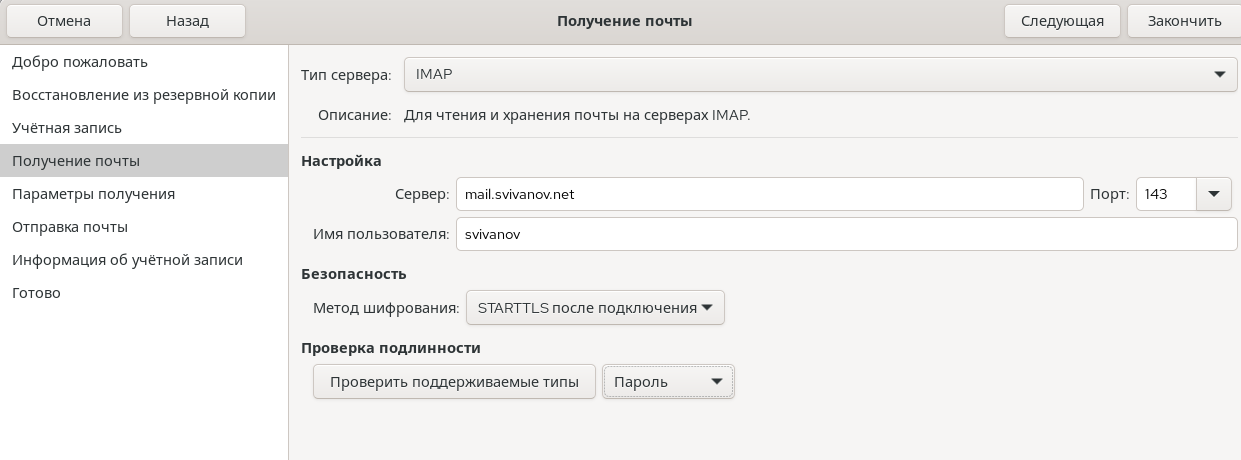 Отмена Назад Получение почты Следующая Закончить
Добро пожаловать
Восстановление из резервной копии
Учётная запись
Получение почты
Параметры получения
Отправка почты
Информация об учётной записи
Готово
Тип сервера: IMAP
Описание: Для чтения и хранения почты на серверах IMAP.
Настройка
Сервер: mail.svivanov.net Порт: 143
Имя пользователя: svivanov
Безопасность
Метод шифрования: STARTTLS после подключения
Проверка подлинности
Проверить поддерживаемые типы Пароль